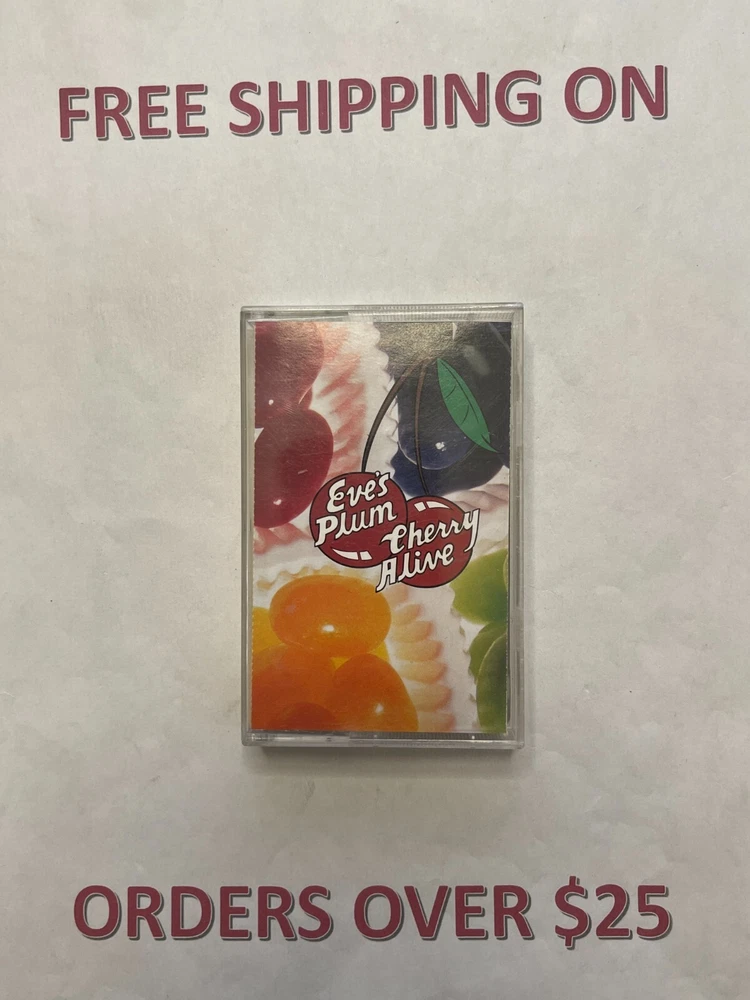 FREE SHIPPING ON
Eve's
Plum
Cherry
Alive
ORDERS OVER $25